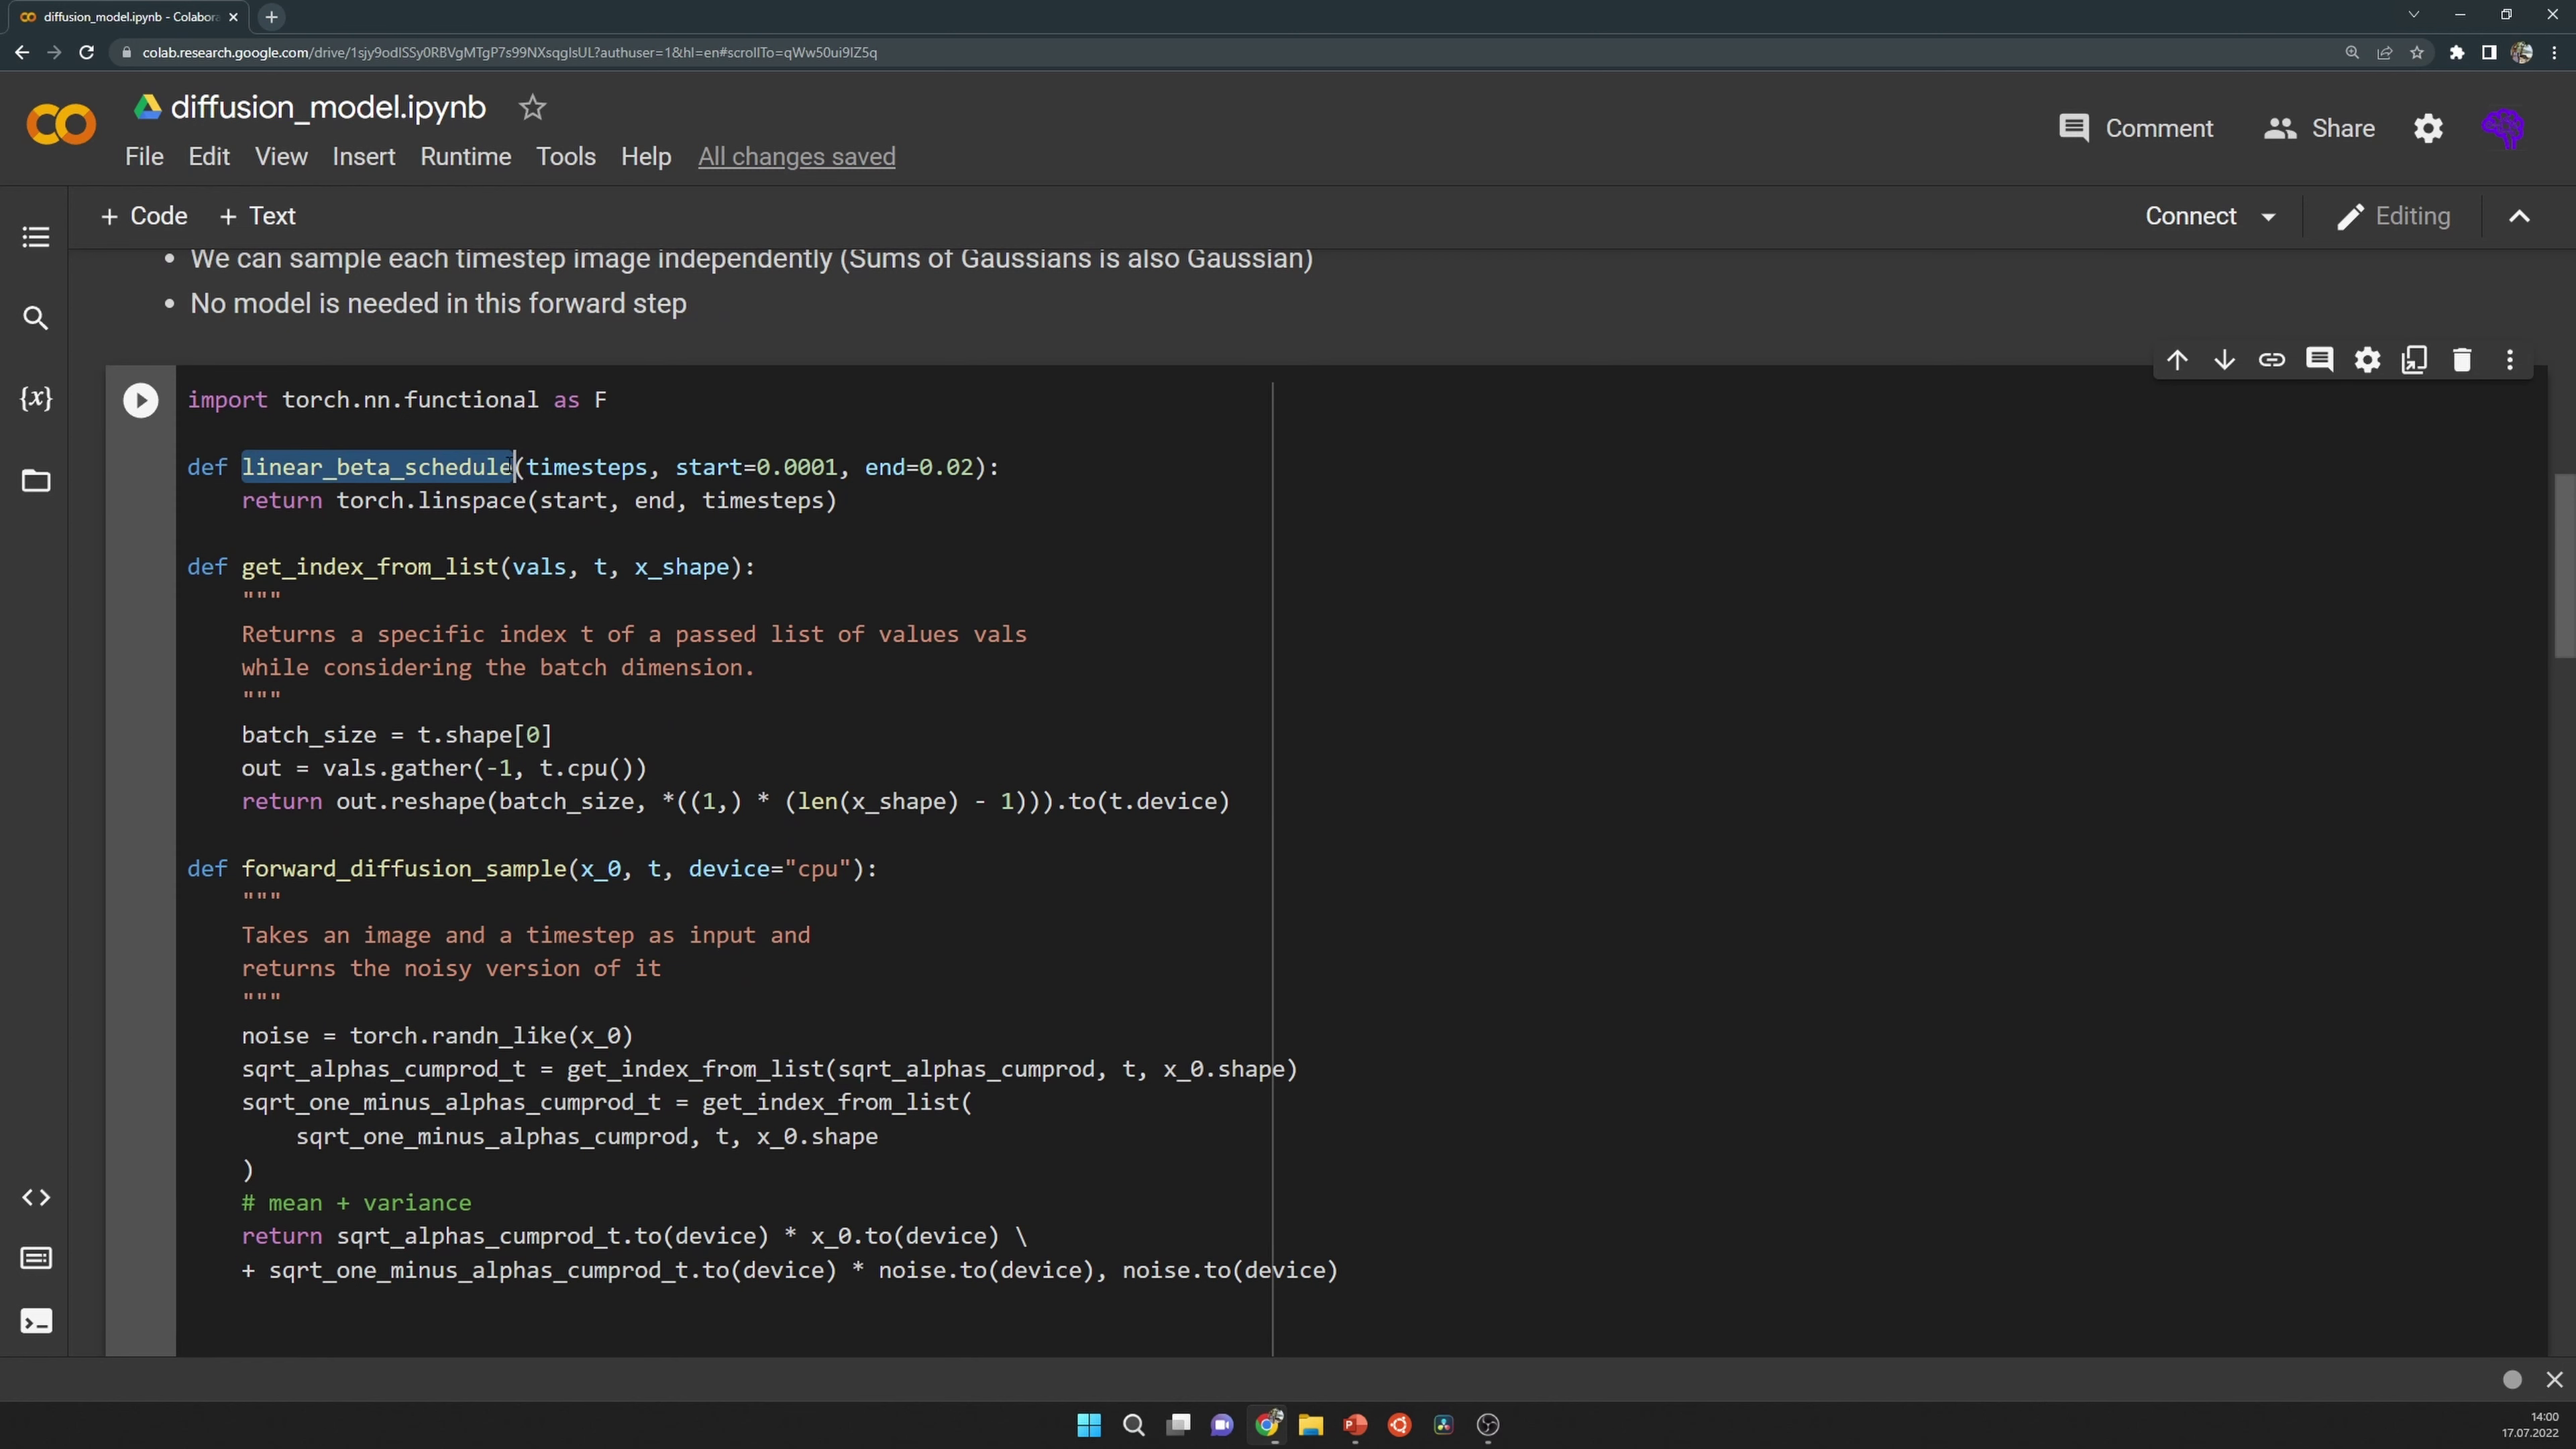 diffusion_model.ipynb - Colabora
colab.research.google.com/drive/1sjy9odlSSy0RBVgMTgP7s99NXsqglsUL?authuser=1&hl=en#scrollTo=qWw50ui9IZ5q
diffusion_model.ipynb
Comment
Share
File Edit View Insert Runtime Tools Help All changes saved
+ Code + Text
Connect
Editing
• We can sample each timestep image independently (Sums of Gaussians is also Gaussian)
• No model is needed in this forward step
{x}
import torch.nn.functional as F
def linear_beta_schedule(timesteps, start=0.0001, end=0.02):
    return torch.linspace(start, end, timesteps)
def get_index_from_list(vals, t, x_shape):
    """
    Returns a specific index t of a passed list of values vals
    while considering the batch dimension.
    """
    batch_size = t.shape[0]
    out = vals.gather(-1, t.cpu())
    return out.reshape(batch_size, *((1,) * (len(x_shape) - 1))).to(t.device)
def forward_diffusion_sample(x_0, t, device="cpu"):
    """
    Takes an image and a timestep as input and
    returns the noisy version of it
    """
    noise = torch.randn_like(x_0)
    sqrt_alphas_cumprod_t = get_index_from_list(sqrt_alphas_cumprod, t, x_0.shape)
    sqrt_one_minus_alphas_cumprod_t = get_index_from_list(
        sqrt_one_minus_alphas_cumprod, t, x_0.shape
    )
    # mean + variance
    return sqrt_alphas_cumprod_t.to(device) * x_0.to(device) \
    + sqrt_one_minus_alphas_cumprod_t.to(device) * noise.to(device), noise.to(device)
14:00
17.07.2022